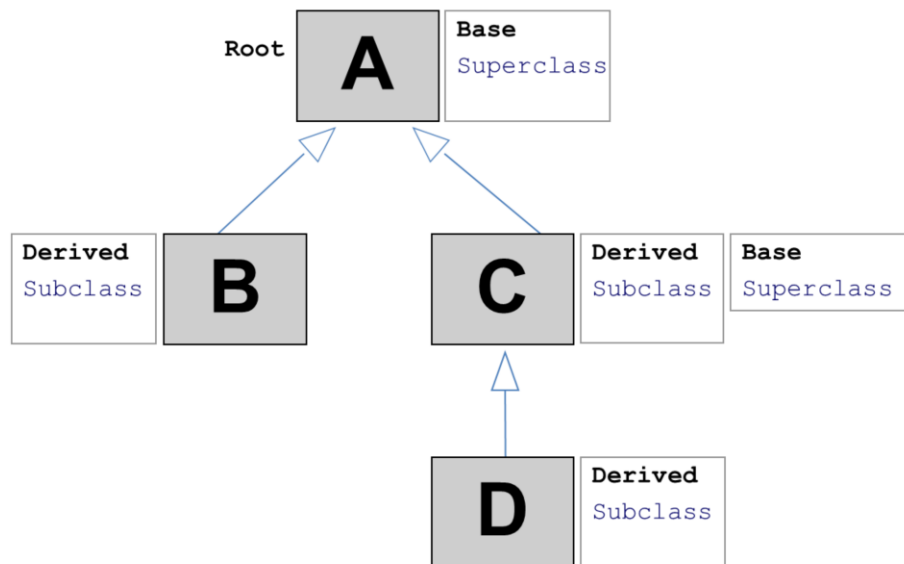 Root
A
Base
Superclass
Derived
Subclass
B
C
Derived
Subclass
Base
Superclass
D
Derived
Subclass